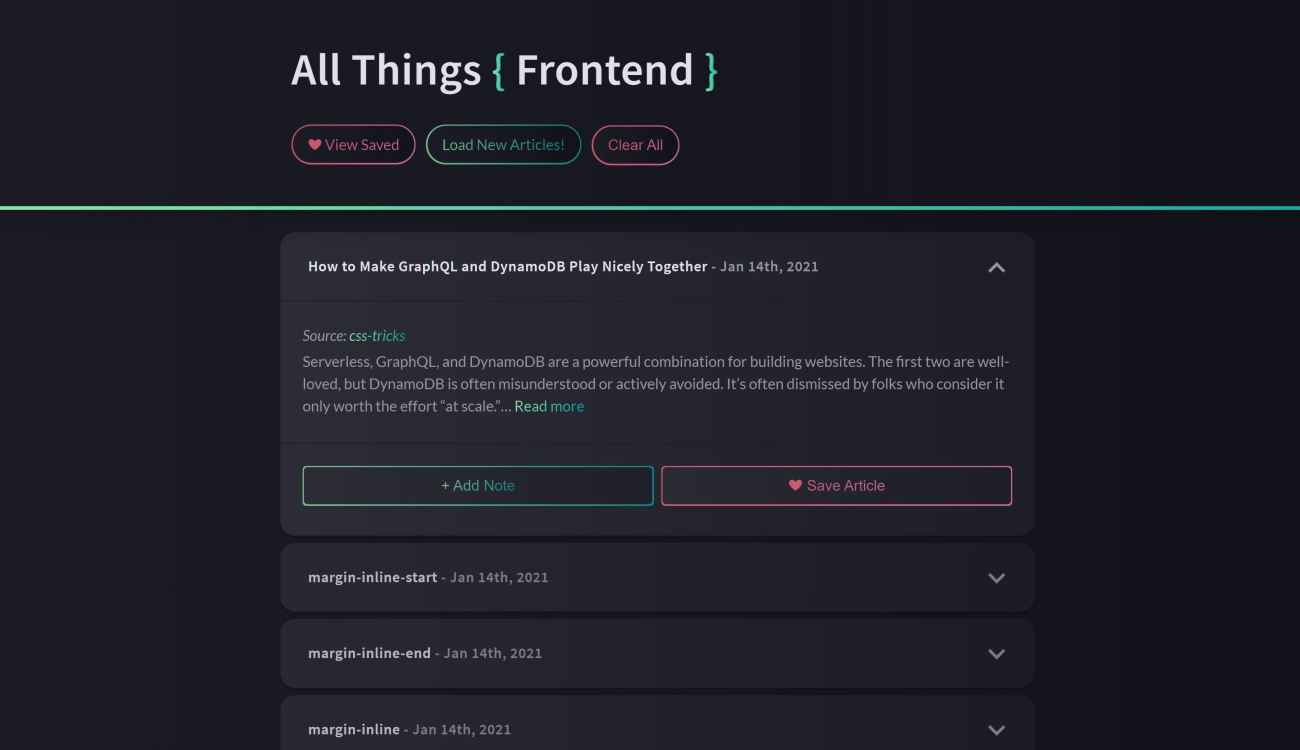 All Things { Frontend }
View Saved
Load New Articles!
Clear All
How to Make GraphQL and DynamoDB Play Nicely Together - Jan 14th, 2021
Source: css-tricks
Serverless, GraphQL, and DynamoDB are a powerful combination for building websites. The first two are well-
loved, but DynamoDB is often misunderstood or actively avoided. It’s often dismissed by folks who consider it
only worth the effort “at scale.”... Read more
+ Add Note
Save Article
margin-inline-start - Jan 14th, 2021
margin-inline-end - Jan 14th, 2021
margin-inline - Jan 14th, 2021